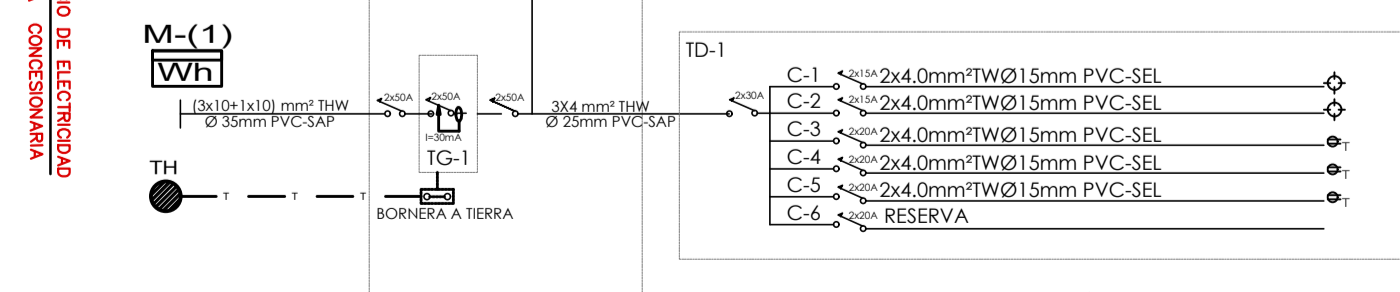 IO DE ELECTRICIDAD
CONCESIONARIA
M-(1)
Wh
(3x10+1x10) mm² THW
Ø 35mm PVC-SAP
TH
T
T
T
2x50A
2x50A
I=30mA
TG-1
BORNERA A TIERRA
2x50A
3X4 mm² THW
Ø 25mm PVC-SAP
TD-1
2x30A
C-1 2x15A 2x4.0mm²TWØ15mm PVC-SEL
C-2 2x15A 2x4.0mm²TWØ15mm PVC-SEL
C-3 2x20A 2x4.0mm²TWØ15mm PVC-SEL T
C-4 2x20A 2x4.0mm²TWØ15mm PVC-SEL T
C-5 2x20A 2x4.0mm²TWØ15mm PVC-SEL T
C-6 2x20A RESERVA